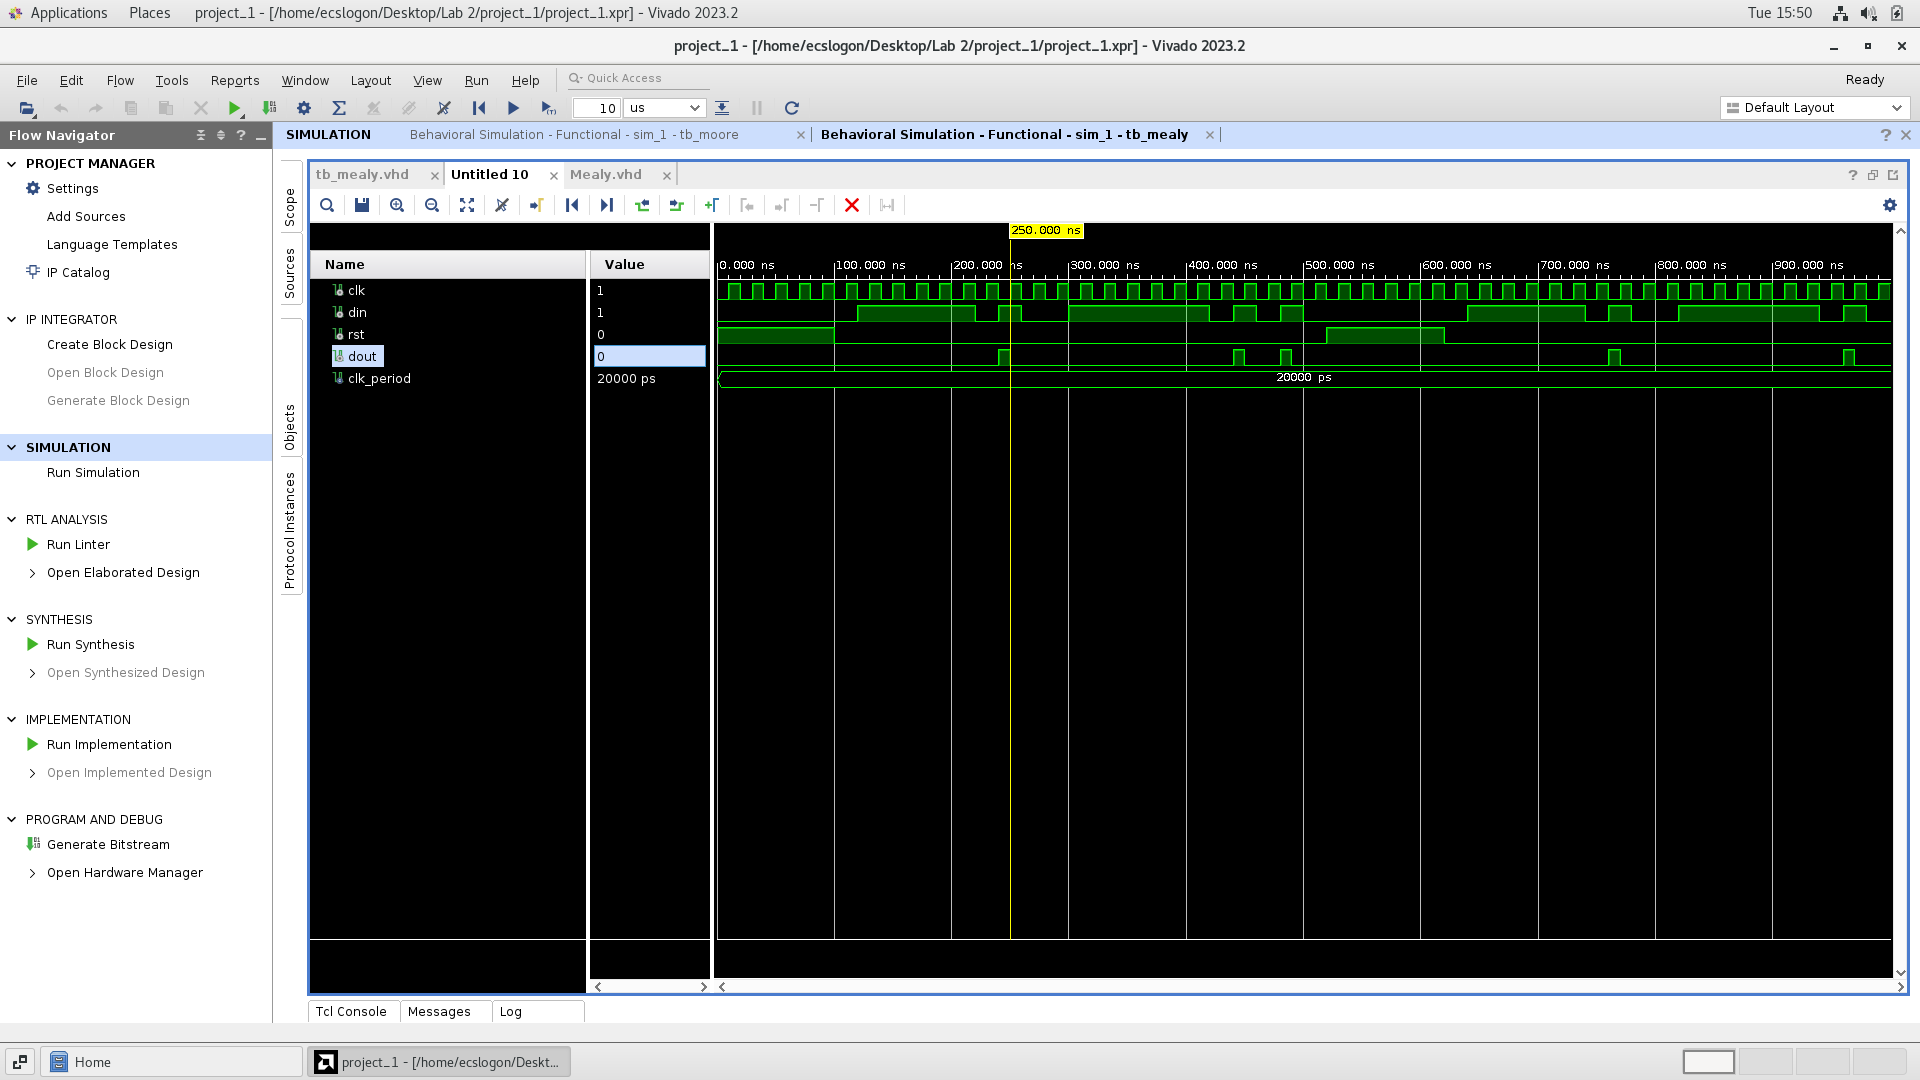 Applications Places project_1 - [/home/ecslogon/Desktop/Lab 2/project_1/project_1.xpr] - Vivado 2023.2 Tue 15:50
project_1 - [/home/ecslogon/Desktop/Lab 2/project_1/project_1.xpr] - Vivado 2023.2
File Edit Flow Tools Reports Window Layout View Run Help Quick Access Ready
10 us Default Layout
Flow Navigator
SIMULATION Behavioral Simulation - Functional - sim_1 - tb_moore Behavioral Simulation - Functional - sim_1 - tb_mealy
PROJECT MANAGER
Settings
Add Sources
Language Templates
IP Catalog
IP INTEGRATOR
Create Block Design
Open Block Design
Generate Block Design
SIMULATION
Run Simulation
RTL ANALYSIS
Run Linter
Open Elaborated Design
SYNTHESIS
Run Synthesis
Open Synthesized Design
IMPLEMENTATION
Run Implementation
Open Implemented Design
PROGRAM AND DEBUG
Generate Bitstream
Open Hardware Manager
Scope
Sources
Objects
Protocol Instances
tb_mealy.vhd Untitled 10 Mealy.vhd
250.000 ns
Name Value
0.000 ns 100.000 ns 200.000 ns 300.000 ns 400.000 ns 500.000 ns 600.000 ns 700.000 ns 800.000 ns 900.000 ns
clk 1
din 1
rst 0
dout 0
clk_period 20000 ps 20000 ps
Tcl Console Messages Log
Home project_1 - [/home/ecslogon/Deskt...